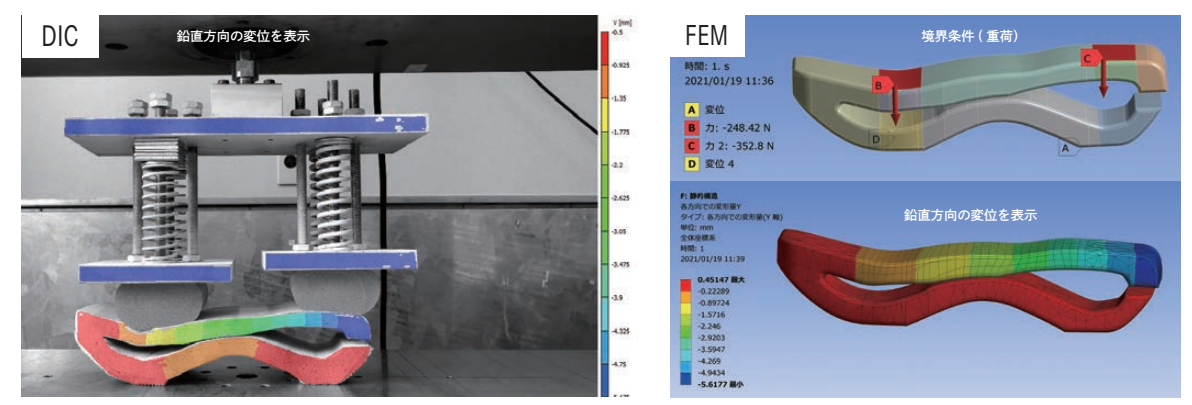 DIC
鉛直方向の変位を表示
V [mm]
-0.5
-0.925
-1.35
-1.775
-2.2
-2.625
-3.05
-3.475
-3.9
-4.325
-4.75
FEM
境界条件 ( 重荷)
時間: 1. s
2021/01/19 11:36
A 変位
B 力: -248.42 N
C 力 2: -352.8 N
D 変位 4
B
C
D
A
F: 静的構造
各方向での変形量Y
タイプ: 各方向での変形量(Y 軸)
単位: mm
全体座標系
時間: 1
2021/01/19 11:39
鉛直方向の変位を表示
0.45147 最大
-0.22289
-0.89724
-1.5716
-2.246
-2.9203
-3.5947
-4.269
-4.9434
-5.6177 最小